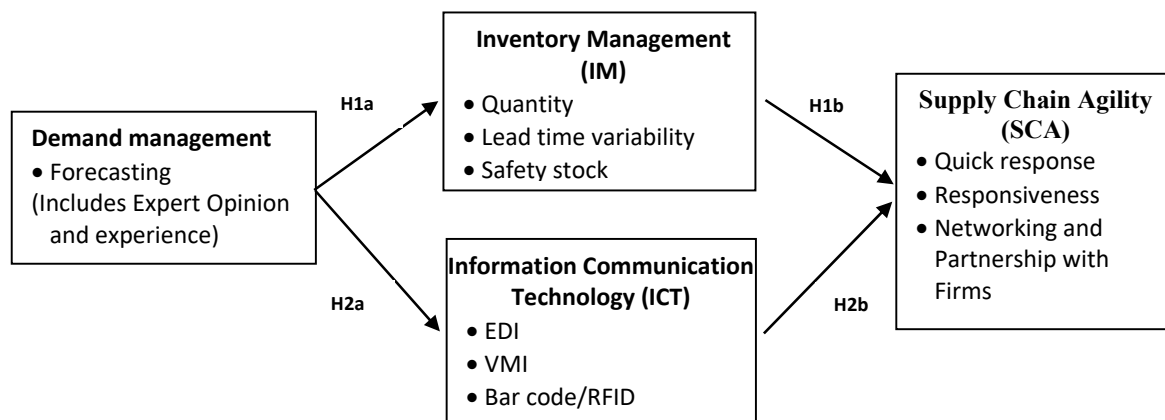 Demand management
• Forecasting
(Includes Expert Opinion
and experience)
H1a
H2a
Inventory Management
(IM)
• Quantity
• Lead time variability
• Safety stock
Information Communication
Technology (ICT)
• EDI
• VMI
• Bar code/RFID
H1b
H2b
Supply Chain Agility
(SCA)
• Quick response
• Responsiveness
• Networking and
Partnership with
Firms